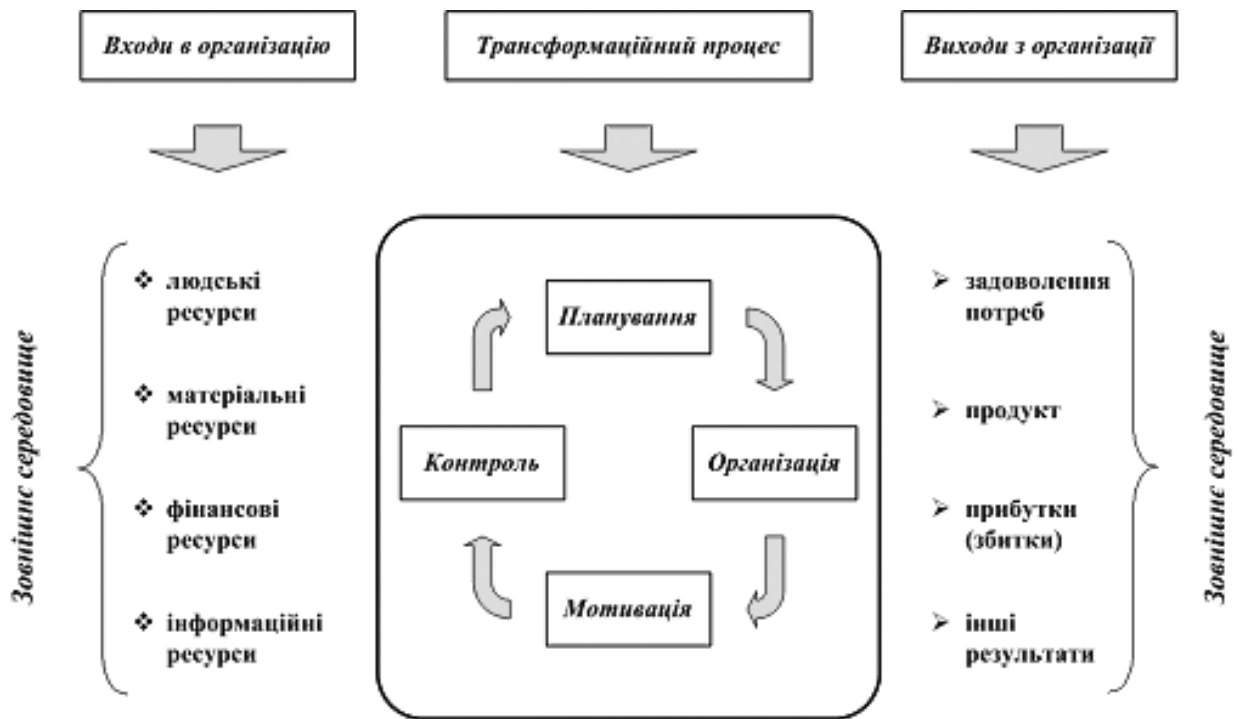 Входи в організацію
Трансформаційний процес
Виходи з організації
Зовнішнє середовище
людські
ресурси
матеріальні
ресурси
фінансові
ресурси
інформаційні
ресурси
Планування
Контроль
Організація
Мотивація
задоволення
потреб
продукт
прибутки
(збитки)
інші
результати
Зовнішнє середовище